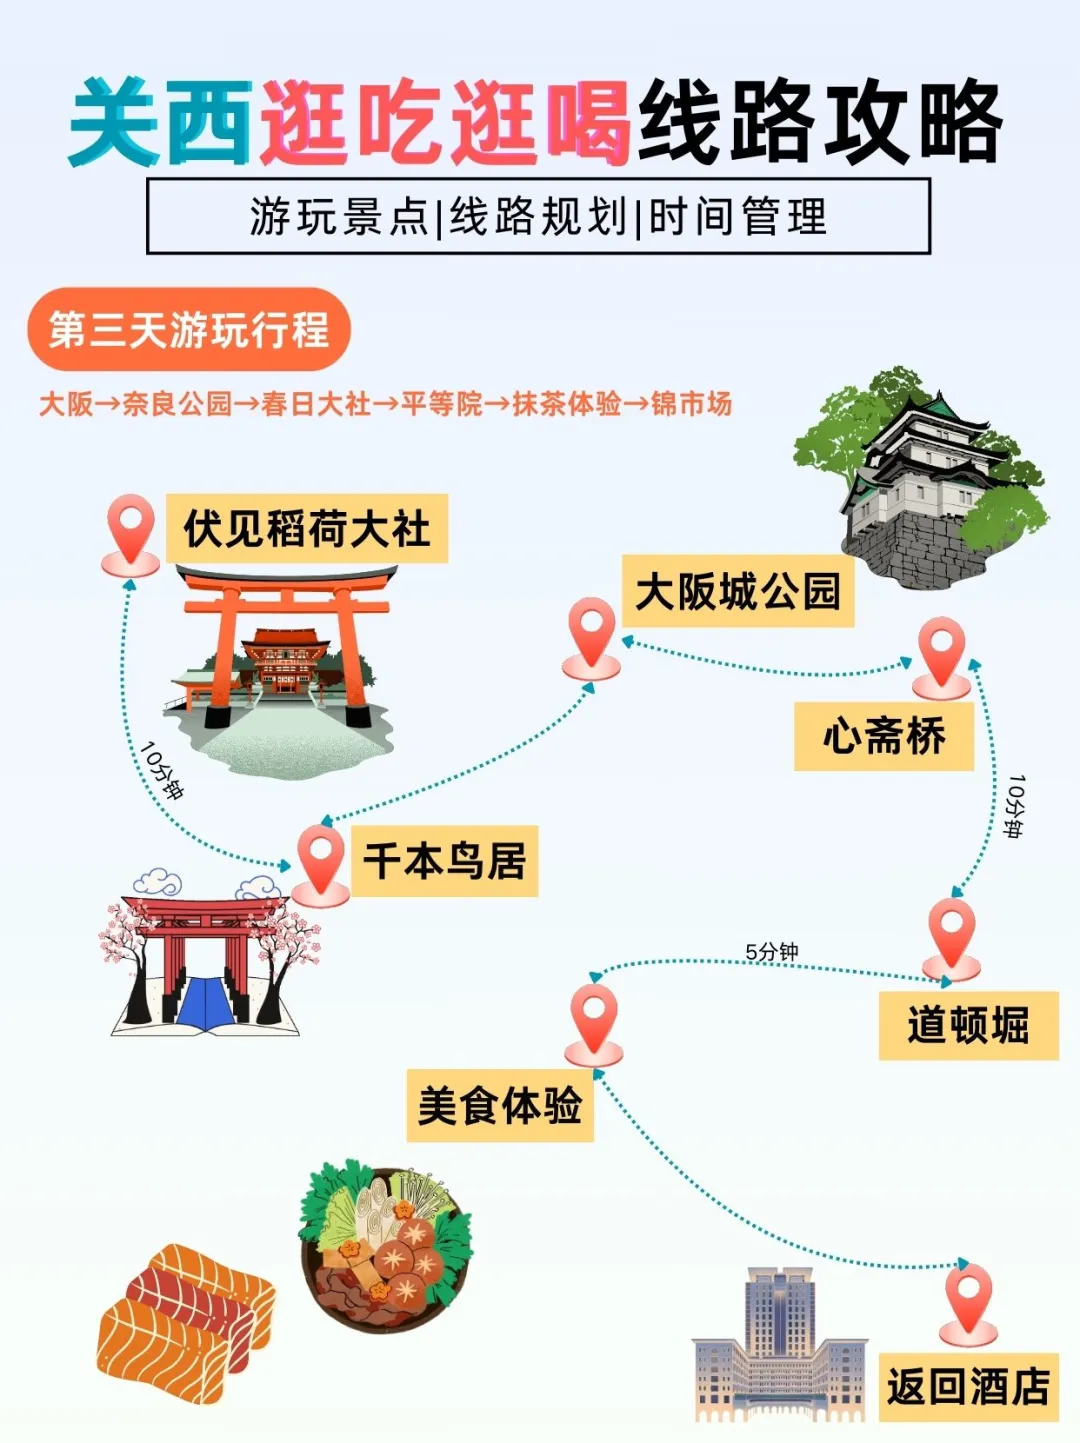 关西逛吃逛喝线路攻略
游玩景点|线路规划|时间管理
第三天游玩行程
大阪→奈良公园→春日大社→平等院→抹茶体验→锦市场
伏见稻荷大社
大阪城公园
心斋桥
10分钟
10分钟
千本鸟居
5分钟
道顿堀
美食体验
返回酒店